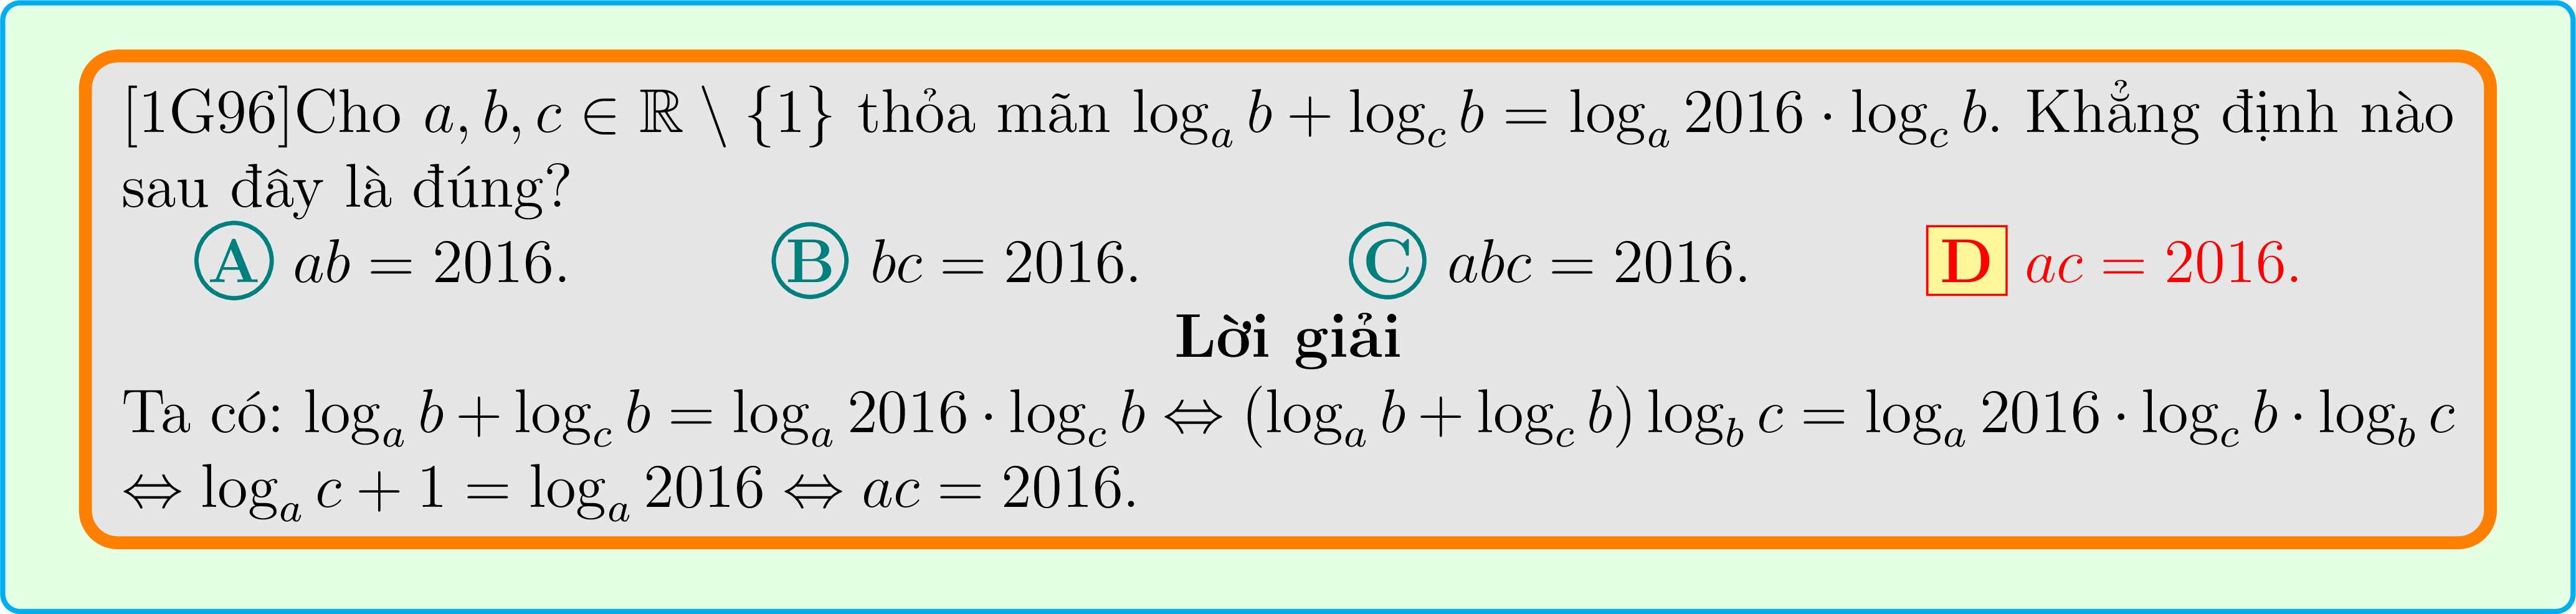 [1G96]Cho $a, b, c \in \mathbb{R} \setminus \{1\}$ thỏa mãn $\log_a b + \log_c b = \log_a 2016 \cdot \log_c b$. Khẳng định nào
sau đây là đúng?
A $ab = 2016$. B $bc = 2016$. C $abc = 2016$. D $ac = 2016$.
Lời giải
Ta có: $\log_a b + \log_c b = \log_a 2016 \cdot \log_c b \Leftrightarrow (\log_a b + \log_c b) \log_b c = \log_a 2016 \cdot \log_c b \cdot \log_b c$
$\Leftrightarrow \log_a c + 1 = \log_a 2016 \Leftrightarrow ac = 2016$.